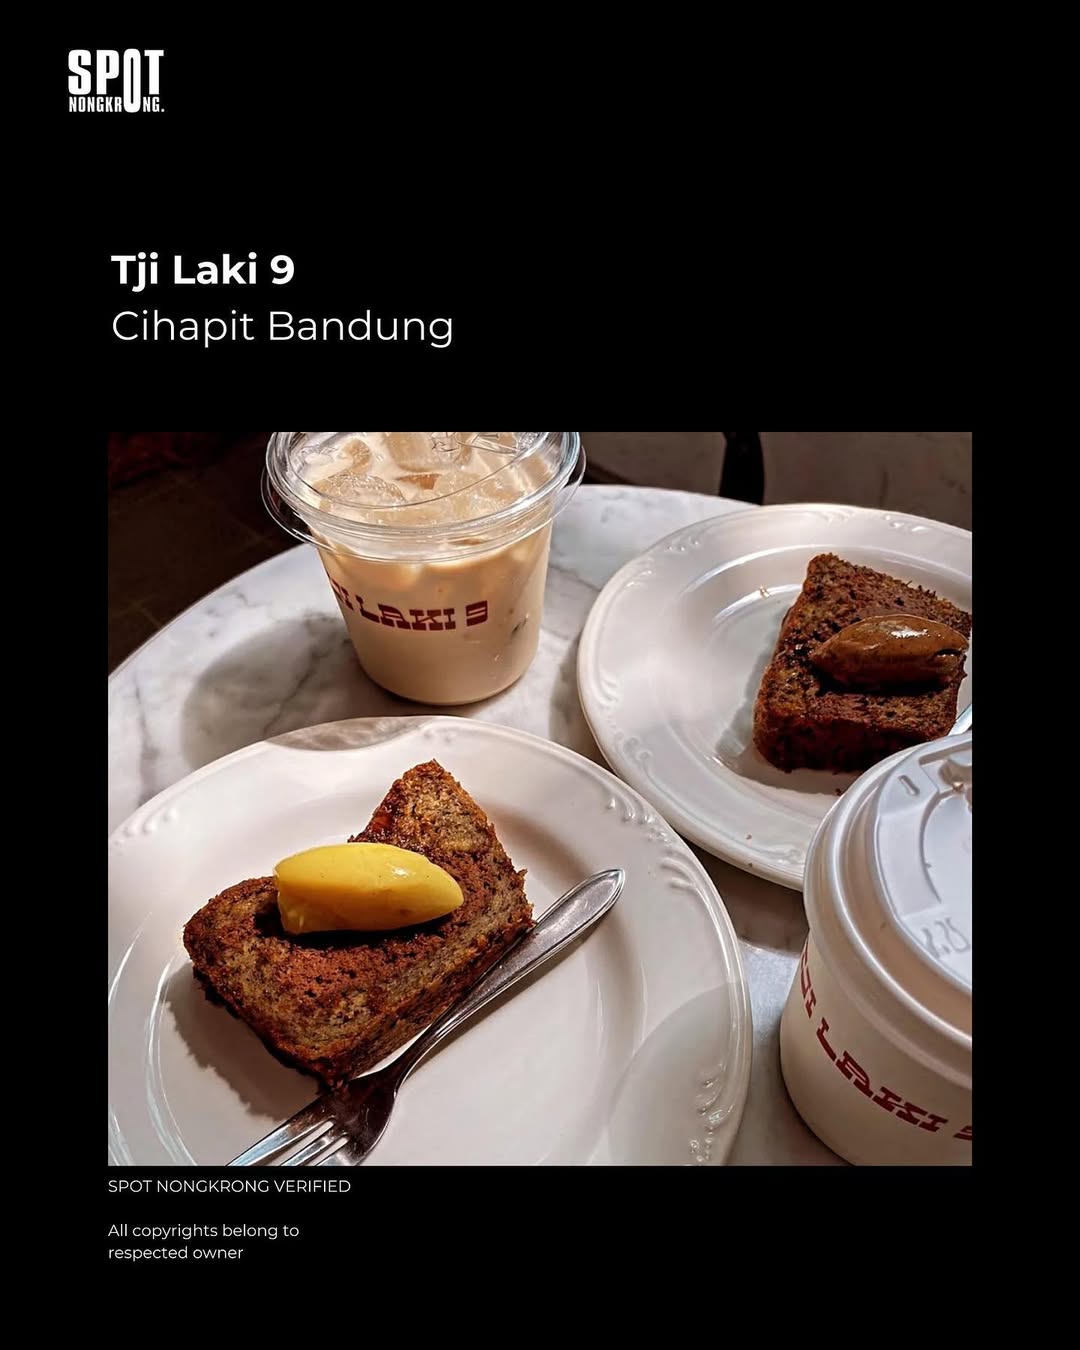 SPOT
NONGKRONG.
Tji Laki 9
Cihapit Bandung
LAKI 9
LAKI
SPOT NONGKRONG VERIFIED
All copyrights belong to
respected owner